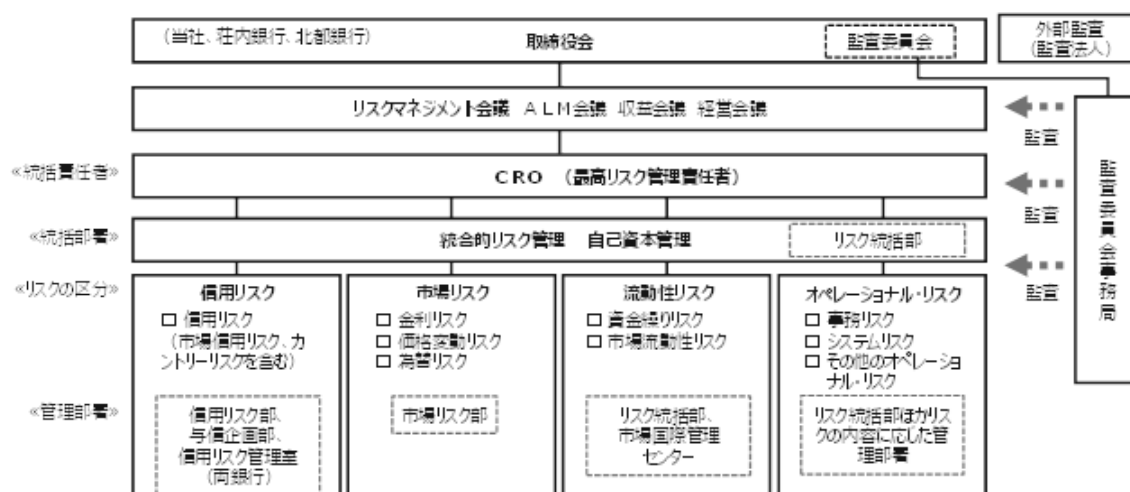 （当社、荘内銀行、北都銀行）
取締役会
監査委員会
外部監査
（監査法人）
リスクマネジメント会議 ＡＬＭ会議 収益会議 経営会議
監査
≪統括責任者≫
ＣＲＯ （最高リスク管理責任者）
監査
≪統括部署≫
統合的リスク管理 自己資本管理
リスク統括部
監査
監査委員会事務局
≪リスクの区分≫
信用リスク
□ 信用リスク
（市場信用リスク、カ
ントリーリスクを含む）
市場リスク
□ 金利リスク
□ 価格変動リスク
□ 為替リスク
流動性リスク
□ 資金繰りリスク
□ 市場流動性リスク
オペレーショナル・リスク
□ 事務リスク
□ システムリスク
□ その他のオペレーショ
ナル・リスク
≪管理部署≫
信用リスク部、
与信企画部、
信用リスク管理室
（両銀行）
市場リスク部
リスク統括部、
市場国際管理
センター
リスク統括部ほかリス
クの内容に応じた管
理部署